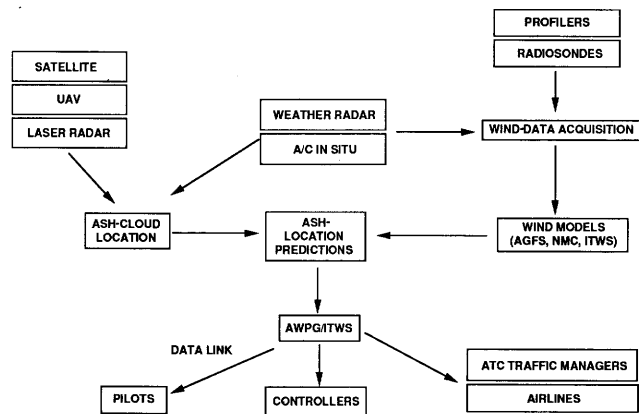 PROFILERS
RADIOSONDES
SATELLITE
UAV
LASER RADAR
WEATHER RADAR
A/C IN SITU
WIND-DATA ACQUISITION
ASH-CLOUD
LOCATION
ASH-
LOCATION
PREDICTIONS
WIND MODELS
(AGFS, NMC, ITWS)
AWPG/ITWS
DATA LINK
PILOTS
CONTROLLERS
ATC TRAFFIC MANAGERS
AIRLINES